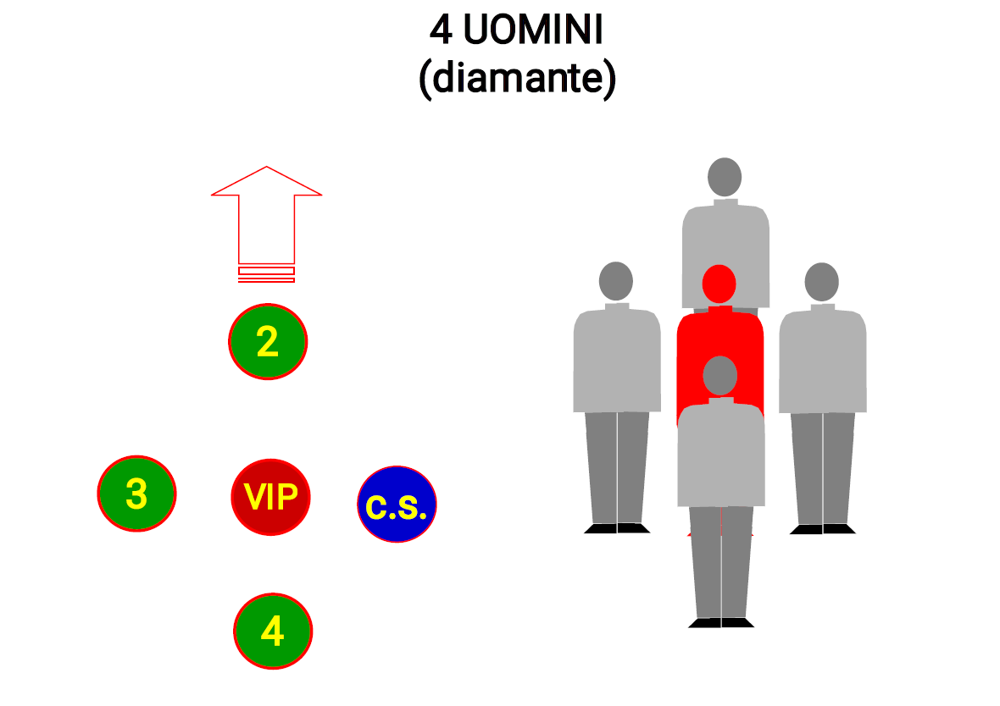 4 UOMINI
(diamante)
2
3 VIP c.s.
4